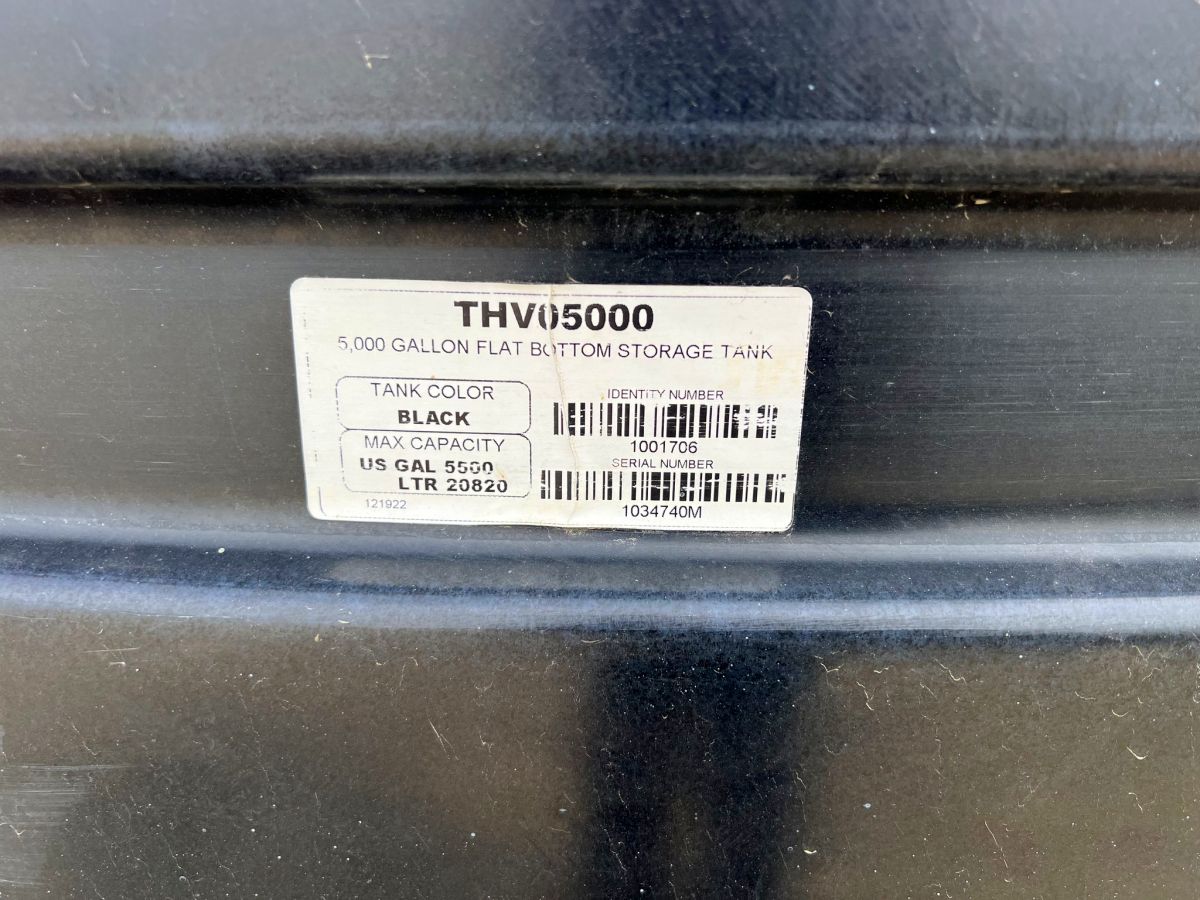 THV05000
5,000 GALLON FLAT BOTTOM STORAGE TANK
TANK COLOR
BLACK
MAX CAPACITY
US GAL 5500
LTR 20820
121922
IDENTITY NUMBER
1001706
SERIAL NUMBER
1034740M